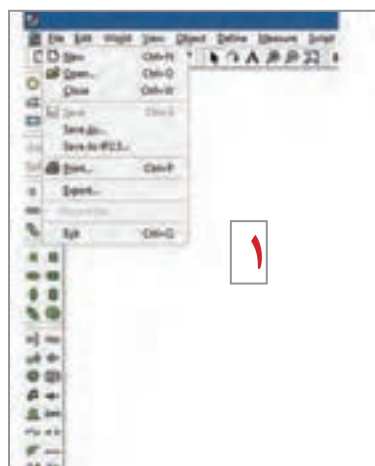 File Edit World View Object Define Measure Script
New Ctrl+N
Open... Ctrl+O
Close Ctrl+W
Save Ctrl+S
Save As...
Print... Ctrl+P
Export...
Exit Ctrl+Q
۱